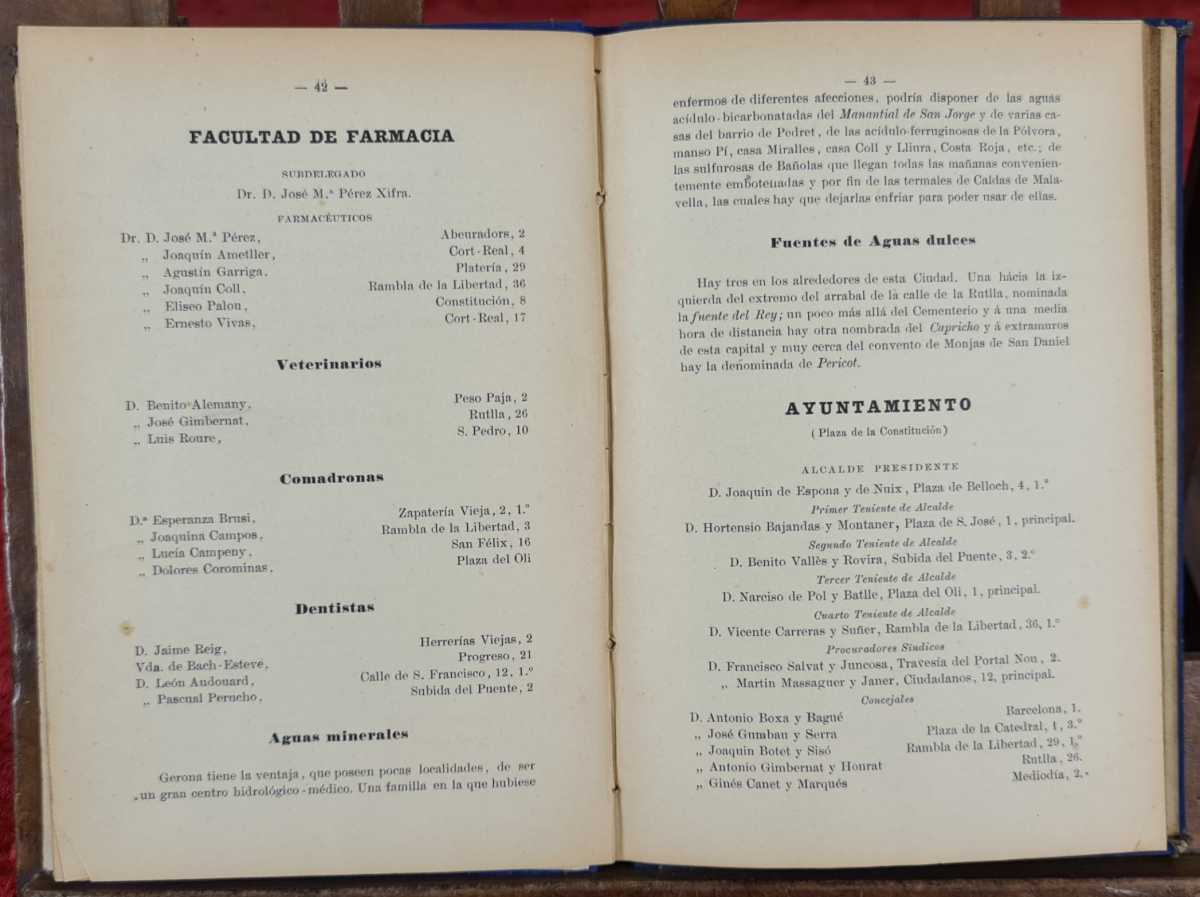 — 42 —
FACULTAD DE FARMACIA
SUBDELEGADO
Dr. D. José M.ª Pérez Xifra.
FARMACÉUTICOS
Dr. D. José M.ª Pérez, Abeuradors, 2
„ Joaquín Ametller, Cort-Real, 4
„ Agustín Garriga, Platería, 29
„ Joaquín Coll, Rambla de la Libertad, 36
„ Eliseo Palou, Constitución, 8
„ Ernesto Vivas, Cort-Real, 17
Veterinarios
D. Benito Alemany, Peso Paja, 2
„ José Gimbernat, Rutlla, 26
„ Luis Roure, S. Pedro, 10
Comadronas
D.ª Esperanza Brusi, Zapatería Vieja, 2, 1.º
„ Joaquina Campos, Rambla de la Libertad, 3
„ Lucía Campeny, San Félix, 16
„ Dolores Corominas, Plaza del Oli
Dentistas
D. Jaime Reig, Herrerías Viejas, 2
Vda. de Bach-Esteve, Progreso, 21
D. León Audouard, Calle de S. Francisco, 12, 1.º
„ Pascual Perucho, Subida del Puente, 2
Aguas minerales
Gerona tiene la ventaja, que poseen pocas localidades, de ser
un gran centro hidrológico-médico. Una familla en la que hubiese
— 43 —
enfermos de diferentes afecciones, podría disponer de las aguas
acídulo-bicarbonatadas del Manantial de San Jorge y de varias ca-
sas del barrio de Pedret, de las acídulo-ferruginosas de la Pólvora,
manso Pí, casa Miralles, casa Coll y Lliura, Costa Roja, etc.; de
las sulfurosas de Bañolas que llegan todas las mañanas convenien-
temente embotelladas y por fin de las termales de Caldas de Mala-
vella, las cuales hay que dejarlas enfriar para poder usar de ellas.
Fuentes de Aguas dulces
Hay tres en los alrededores de esta Ciudad. Una hácia la iz-
quierda del extremo del arrabal de la calle de la Rutlla, nominada
la fuente del Rey; un poco más allá del Cementerio y á una media
hora de distancia hay otra nombrada del Capricho y á extramuros
de esta capital y muy cerca del convento de Monjas de San Daniel
hay la denominada de Pericot.
AYUNTAMIENTO
(Plaza de la Constitución)
ALCALDE PRESIDENTE
D. Joaquin de Espona y de Nuix, Plaza de Belloch, 4, 1.º
Primer Teniente de Alcalde
D. Hortensio Bajandas y Montaner, Plaza de S. José, 1, principal.
Segundo Teniente de Alcalde
D. Benito Vallès y Rovira, Subida del Puente, 3, 2.º
Tercer Teniente de Alcalde
D. Narciso de Pol y Batlle, Plaza del Oli, 1, principal.
Cuarto Teniente de Alcalde
D. Vicente Carreras y Suñer, Rambla de la Libertad, 36, 1.º
Procuradores Síndicos
D. Francisco Salvat y Juncosa, Travesía del Portal Nou, 2.
„ Martin Massaguer y Janer, Ciudadanos, 12, principal.
Concejales
D. Antonio Boxa y Bagué Barcelona, 1.
„ José Gumbau y Serra Plaza de la Catedral, 1, 3.º
„ Joaquin Botet y Sisó Rambla de la Libertad, 29, 1.º
„ Antonio Gimbernat y Honrat Rutlla, 26.
„ Ginés Canet y Marqués Mediodía, 2.